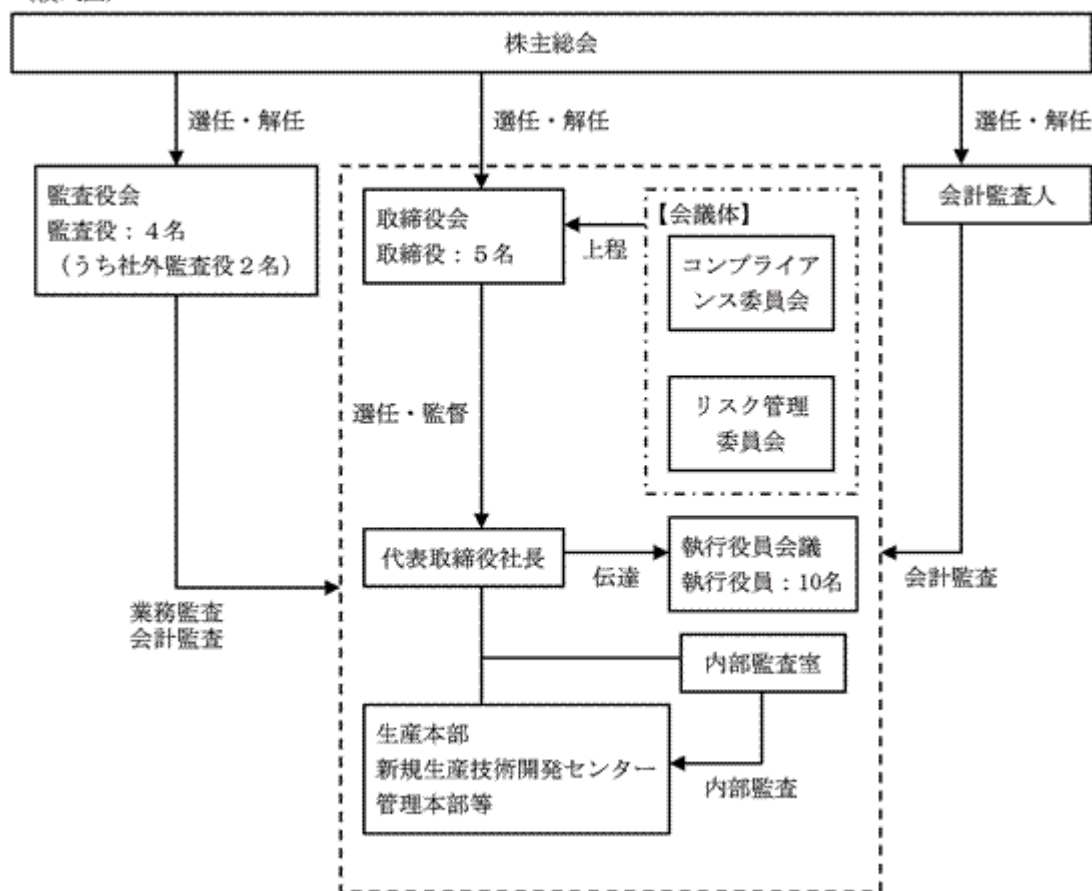 株主総会
選任・解任
選任・解任
選任・解任
監査役会
監査役：４名
（うち社外監査役２名）
取締役会
取締役：５名
上程
【会議体】
コンプライア
ンス委員会
リスク管理
委員会
会計監査人
選任・監督
代表取締役社長
伝達
執行役員会議
執行役員：10名
会計監査
業務監査
会計監査
内部監査室
生産本部
新規生産技術開発センター
管理本部等
内部監査